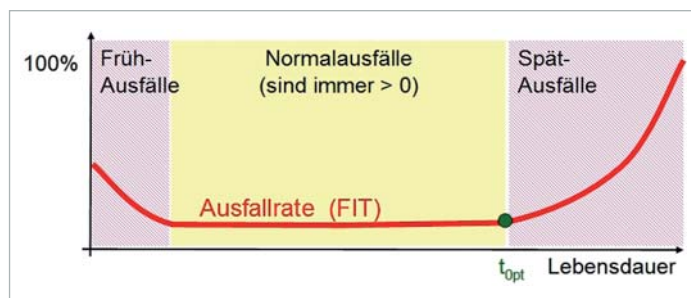 100%
Früh-
Ausfälle
Normalausfälle
(sind immer > 0)
Spät-
Ausfälle
Ausfallrate (FIT)
t0pt
Lebensdauer